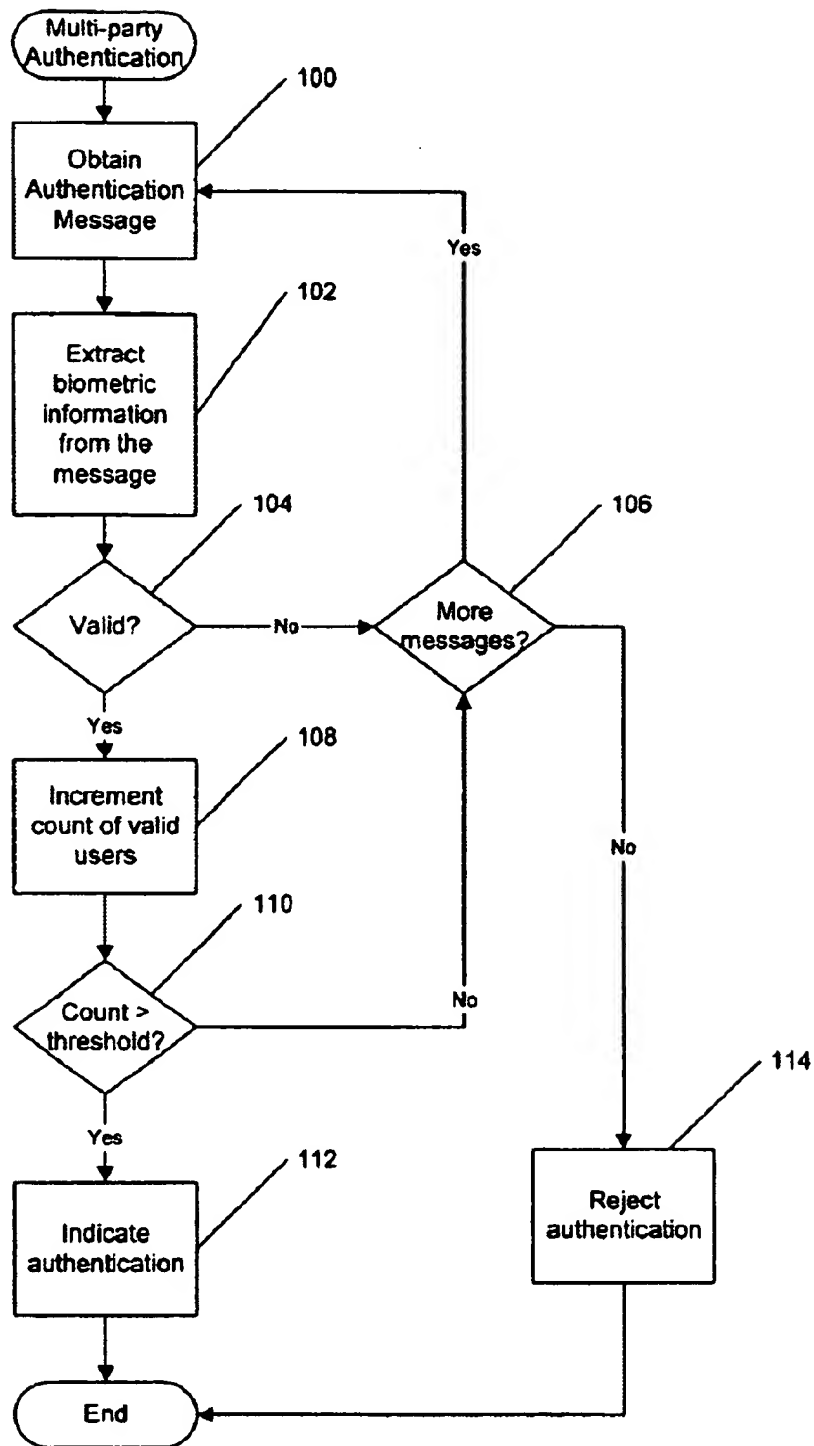 Multi-party
Authentication
100
Obtain
Authentication
Message
Yes
102
Extract
biometric
information
from the
message
104
106
Valid?
No
More
messages?
Yes
108
Increment
count of valid
users
No
110
Count >
threshold?
No
114
Yes
112
Indicate
authentication
Reject
authentication
End